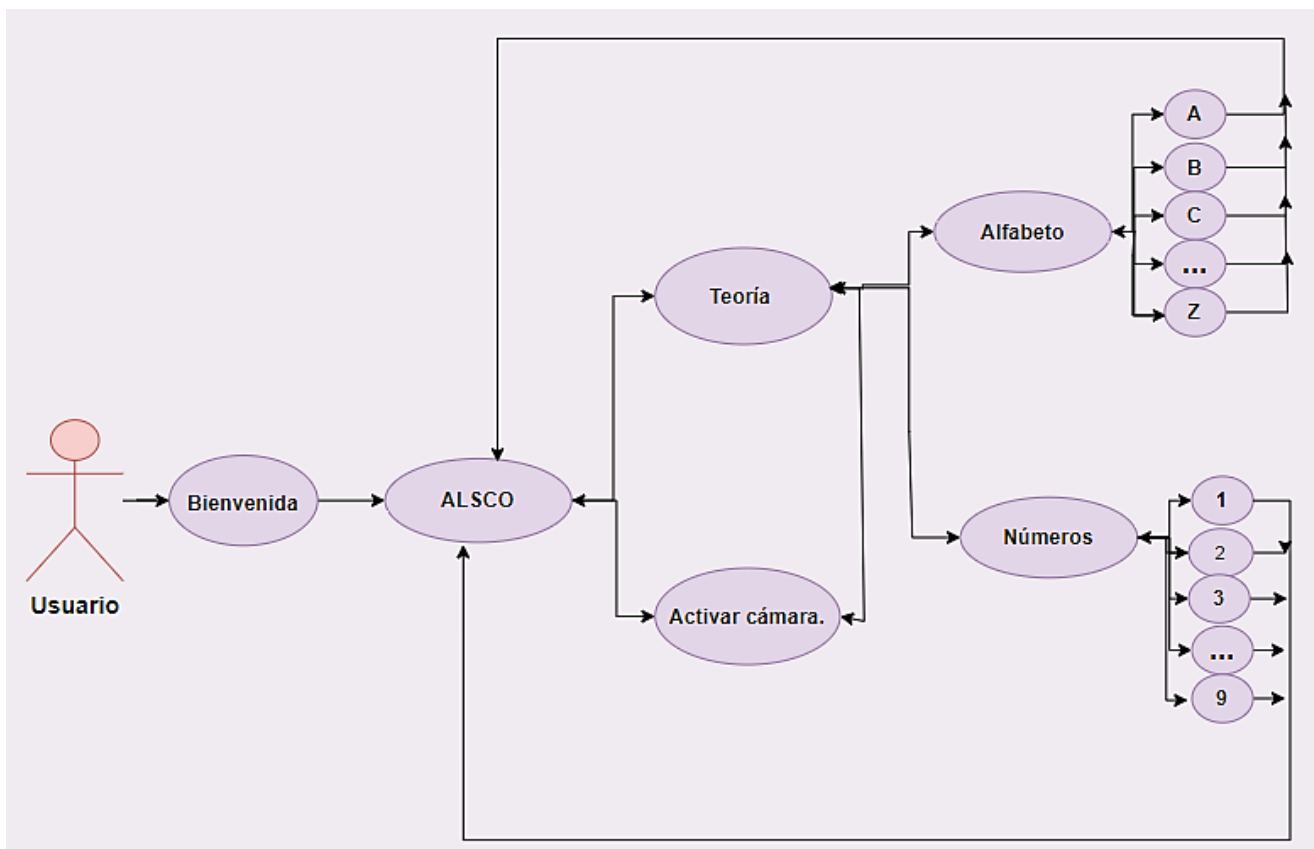 Usuario
Bienvenida
ALSCO
Teoría
Activar cámara.
Alfabeto
A
B
C
...
Z
Números
1
2
3
...
9